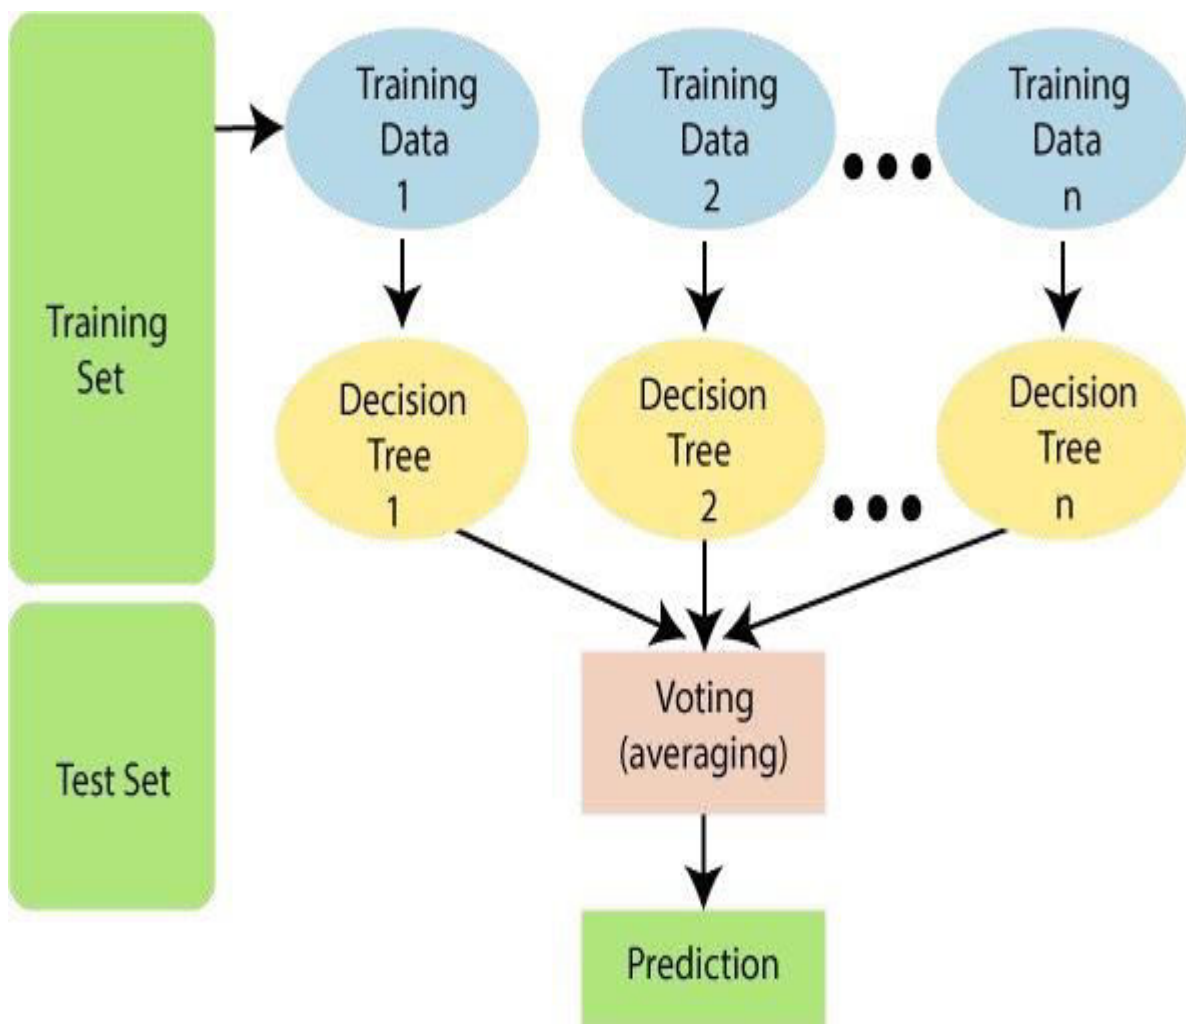 Training
Set
Training
Data
1
Training
Data
2
Training
Data
n
Decision
Tree
1
Decision
Tree
2
Decision
Tree
n
Test Set
Voting
(averaging)
Prediction